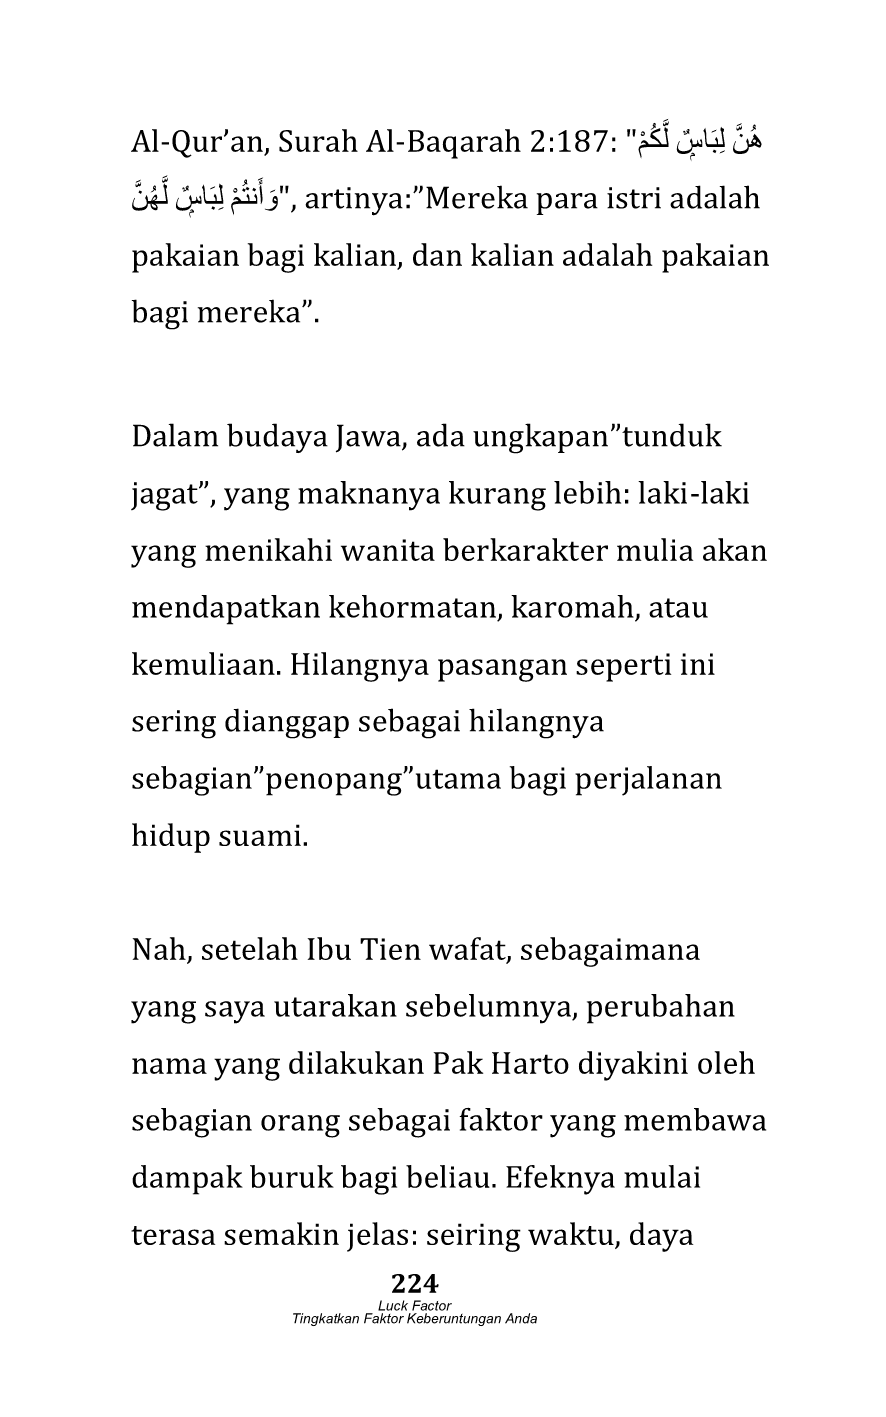 Al-Qur’an, Surah Al-Baqarah 2:187: "هُنَّ لِبَاسٌ لَّكُمْ
وَأَنتُمْ لِبَاسٌ لَّهُنَّ", artinya:”Mereka para istri adalah
pakaian bagi kalian, dan kalian adalah pakaian
bagi mereka”.
Dalam budaya Jawa, ada ungkapan”tunduk
jagat”, yang maknanya kurang lebih: laki-laki
yang menikahi wanita berkarakter mulia akan
mendapatkan kehormatan, karomah, atau
kemuliaan. Hilangnya pasangan seperti ini
sering dianggap sebagai hilangnya
sebagian”penopang”utama bagi perjalanan
hidup suami.
Nah, setelah Ibu Tien wafat, sebagaimana
yang saya utarakan sebelumnya, perubahan
nama yang dilakukan Pak Harto diyakini oleh
sebagian orang sebagai faktor yang membawa
dampak buruk bagi beliau. Efeknya mulai
terasa semakin jelas: seiring waktu, daya
224
Luck Factor
Tingkatkan Faktor Keberuntungan Anda